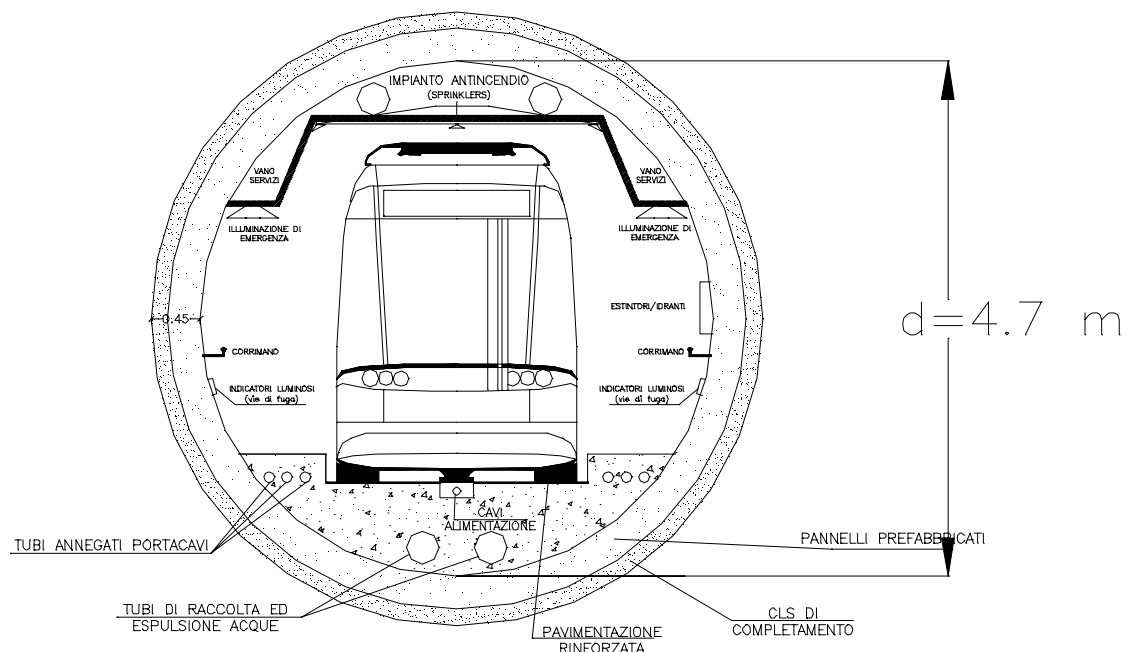 IMPIANTO ANTINCENDIO
(SPRINKLERS)
VANO
SERVIZI
VANO
SERVIZI
ILLUMINAZIONE DI
EMERGENZA
ILLUMINAZIONE DI
EMERGENZA
ESTINTORI/IDRANTI
d=4.7 m
0.45
CORRIMANO
CORRIMANO
INDICATORI LUMINOSI
(vie di fuga)
INDICATORI LUMINOSI
(vie di fuga)
CAVI
ALIMENTAZIONE
TUBI ANNEGATI PORTACAVI
PANNELLI PREFABBRICATI
TUBI DI RACCOLTA ED
ESPULSIONE ACQUE
CLS DI
COMPLETAMENTO
PAVIMENTAZIONE
RINFORZATA